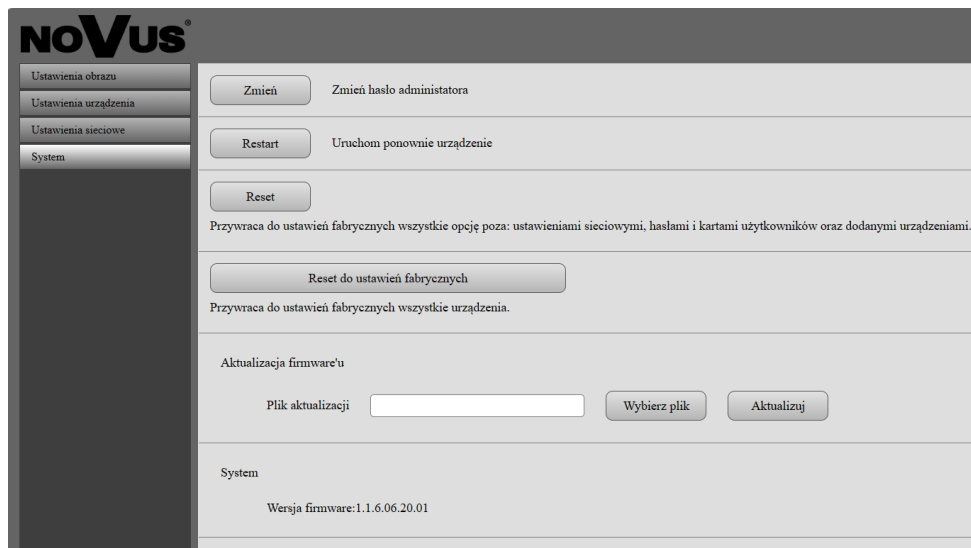 NOVUS®
Ustawienia obrazu
Ustawienia urządzenia
Ustawienia sieciowe
System
Zmień Zmień hasło administatora
Restart Uruchom ponownie urządzenie
Reset
Przywraca do ustawień fabrycznych wszystkie opcję poza: ustawieniami sieciowymi, hasłami i kartami użytkowników oraz dodanymi urządzeniami.
Reset do ustawień fabrycznych
Przywraca do ustawień fabrycznych wszystkie urządzenia.
Aktualizacja firmware'u
Plik aktualizacji Wybierz plik Aktualizuj
System
Wersja firmware:1.1.6.06.20.01